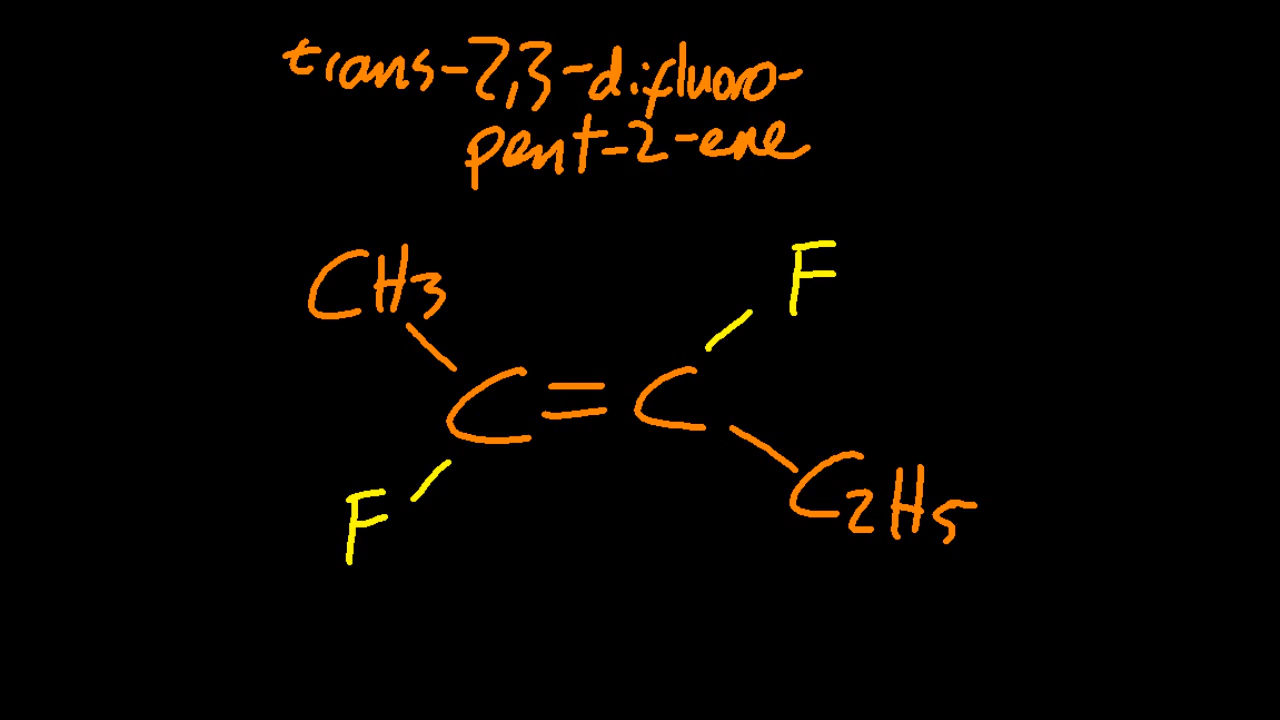 trans-2,3-difluoro-
pent-2-ene
CH3
F
C=C
F
C2H5